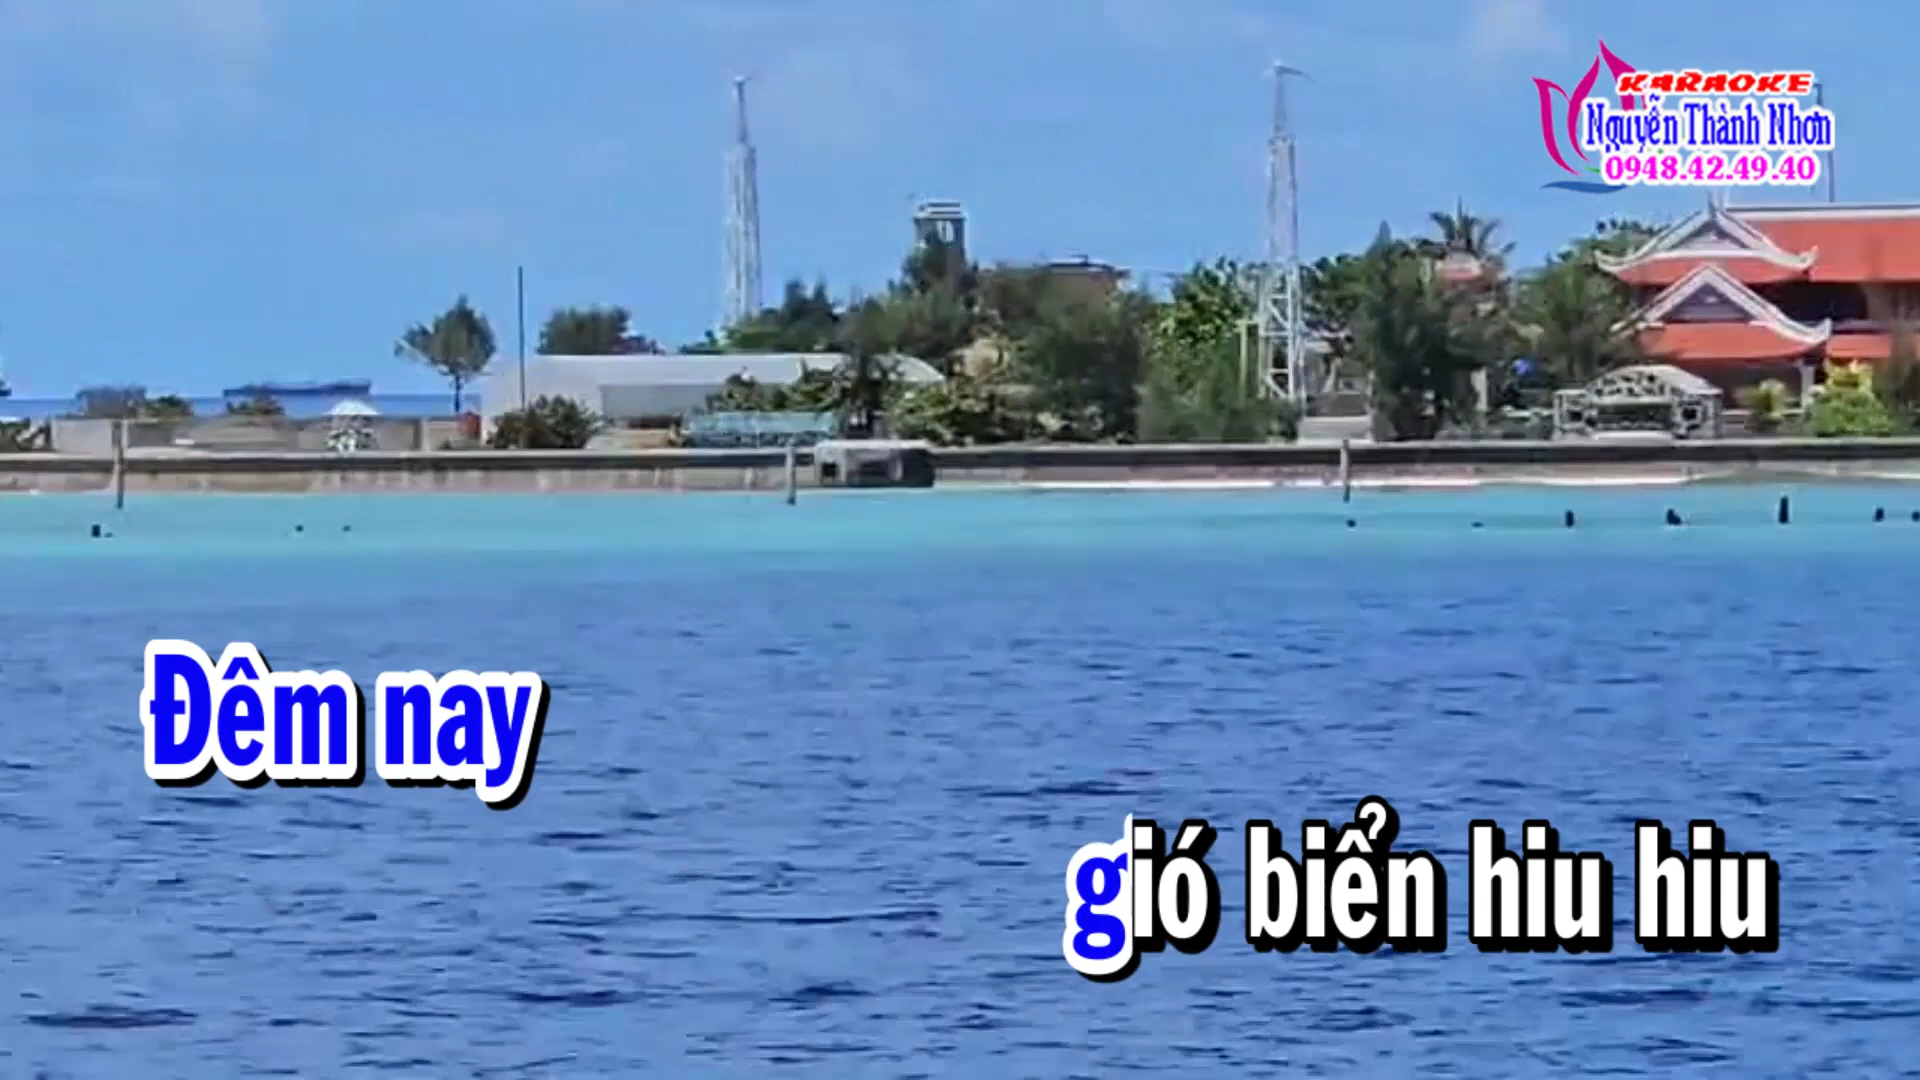 KARAOKE
Nguyễn Thành Nhơn
0948.42.49.40
Đêm nay
gió biển hiu hiu